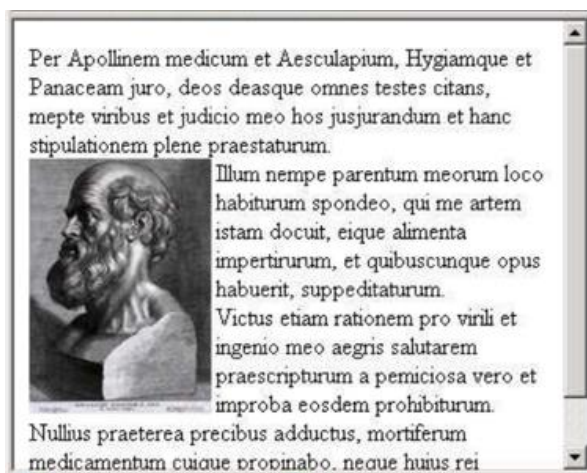 Per Apollinem medicum et Aesculapium, Hygiamque et
Panaceam juro, deos deasque omnes testes citans,
mepte viribus et judicio meo hos jusjurandum et hanc
stipulationem plene praestaturum.
Illum nempe parentum meorum loco
habiturum spondeo, qui me artem
istam docuit, eique alimenta
impertirurum, et quibuscunque opus
habuerit, suppeditaturum.
Victus etiam rationem pro virili et
ingenio meo aegris salutarem
praescripturum a perniciosa vero et
improba eosdem prohibiturum.
Nullius praeterea precibus adductus, mortiferum
medicamentum cuique propinabo, neque huius rei